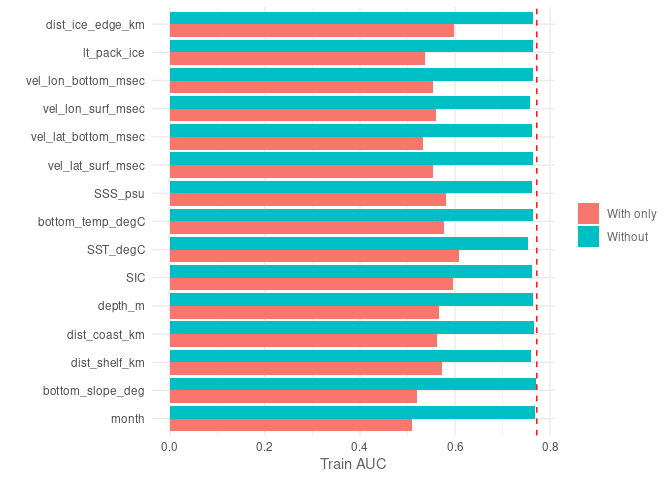 dist_ice_edge_km
lt_pack_ice
vel_lon_bottom_msec
vel_lon_surf_msec
vel_lat_bottom_msec
vel_lat_surf_msec
SSS_psu
bottom_temp_degC
SST_degC
SIC
depth_m
dist_coast_km
dist_shelf_km
bottom_slope_deg
month
With only
Without
0.0 0.2 0.4 0.6 0.8
Train AUC